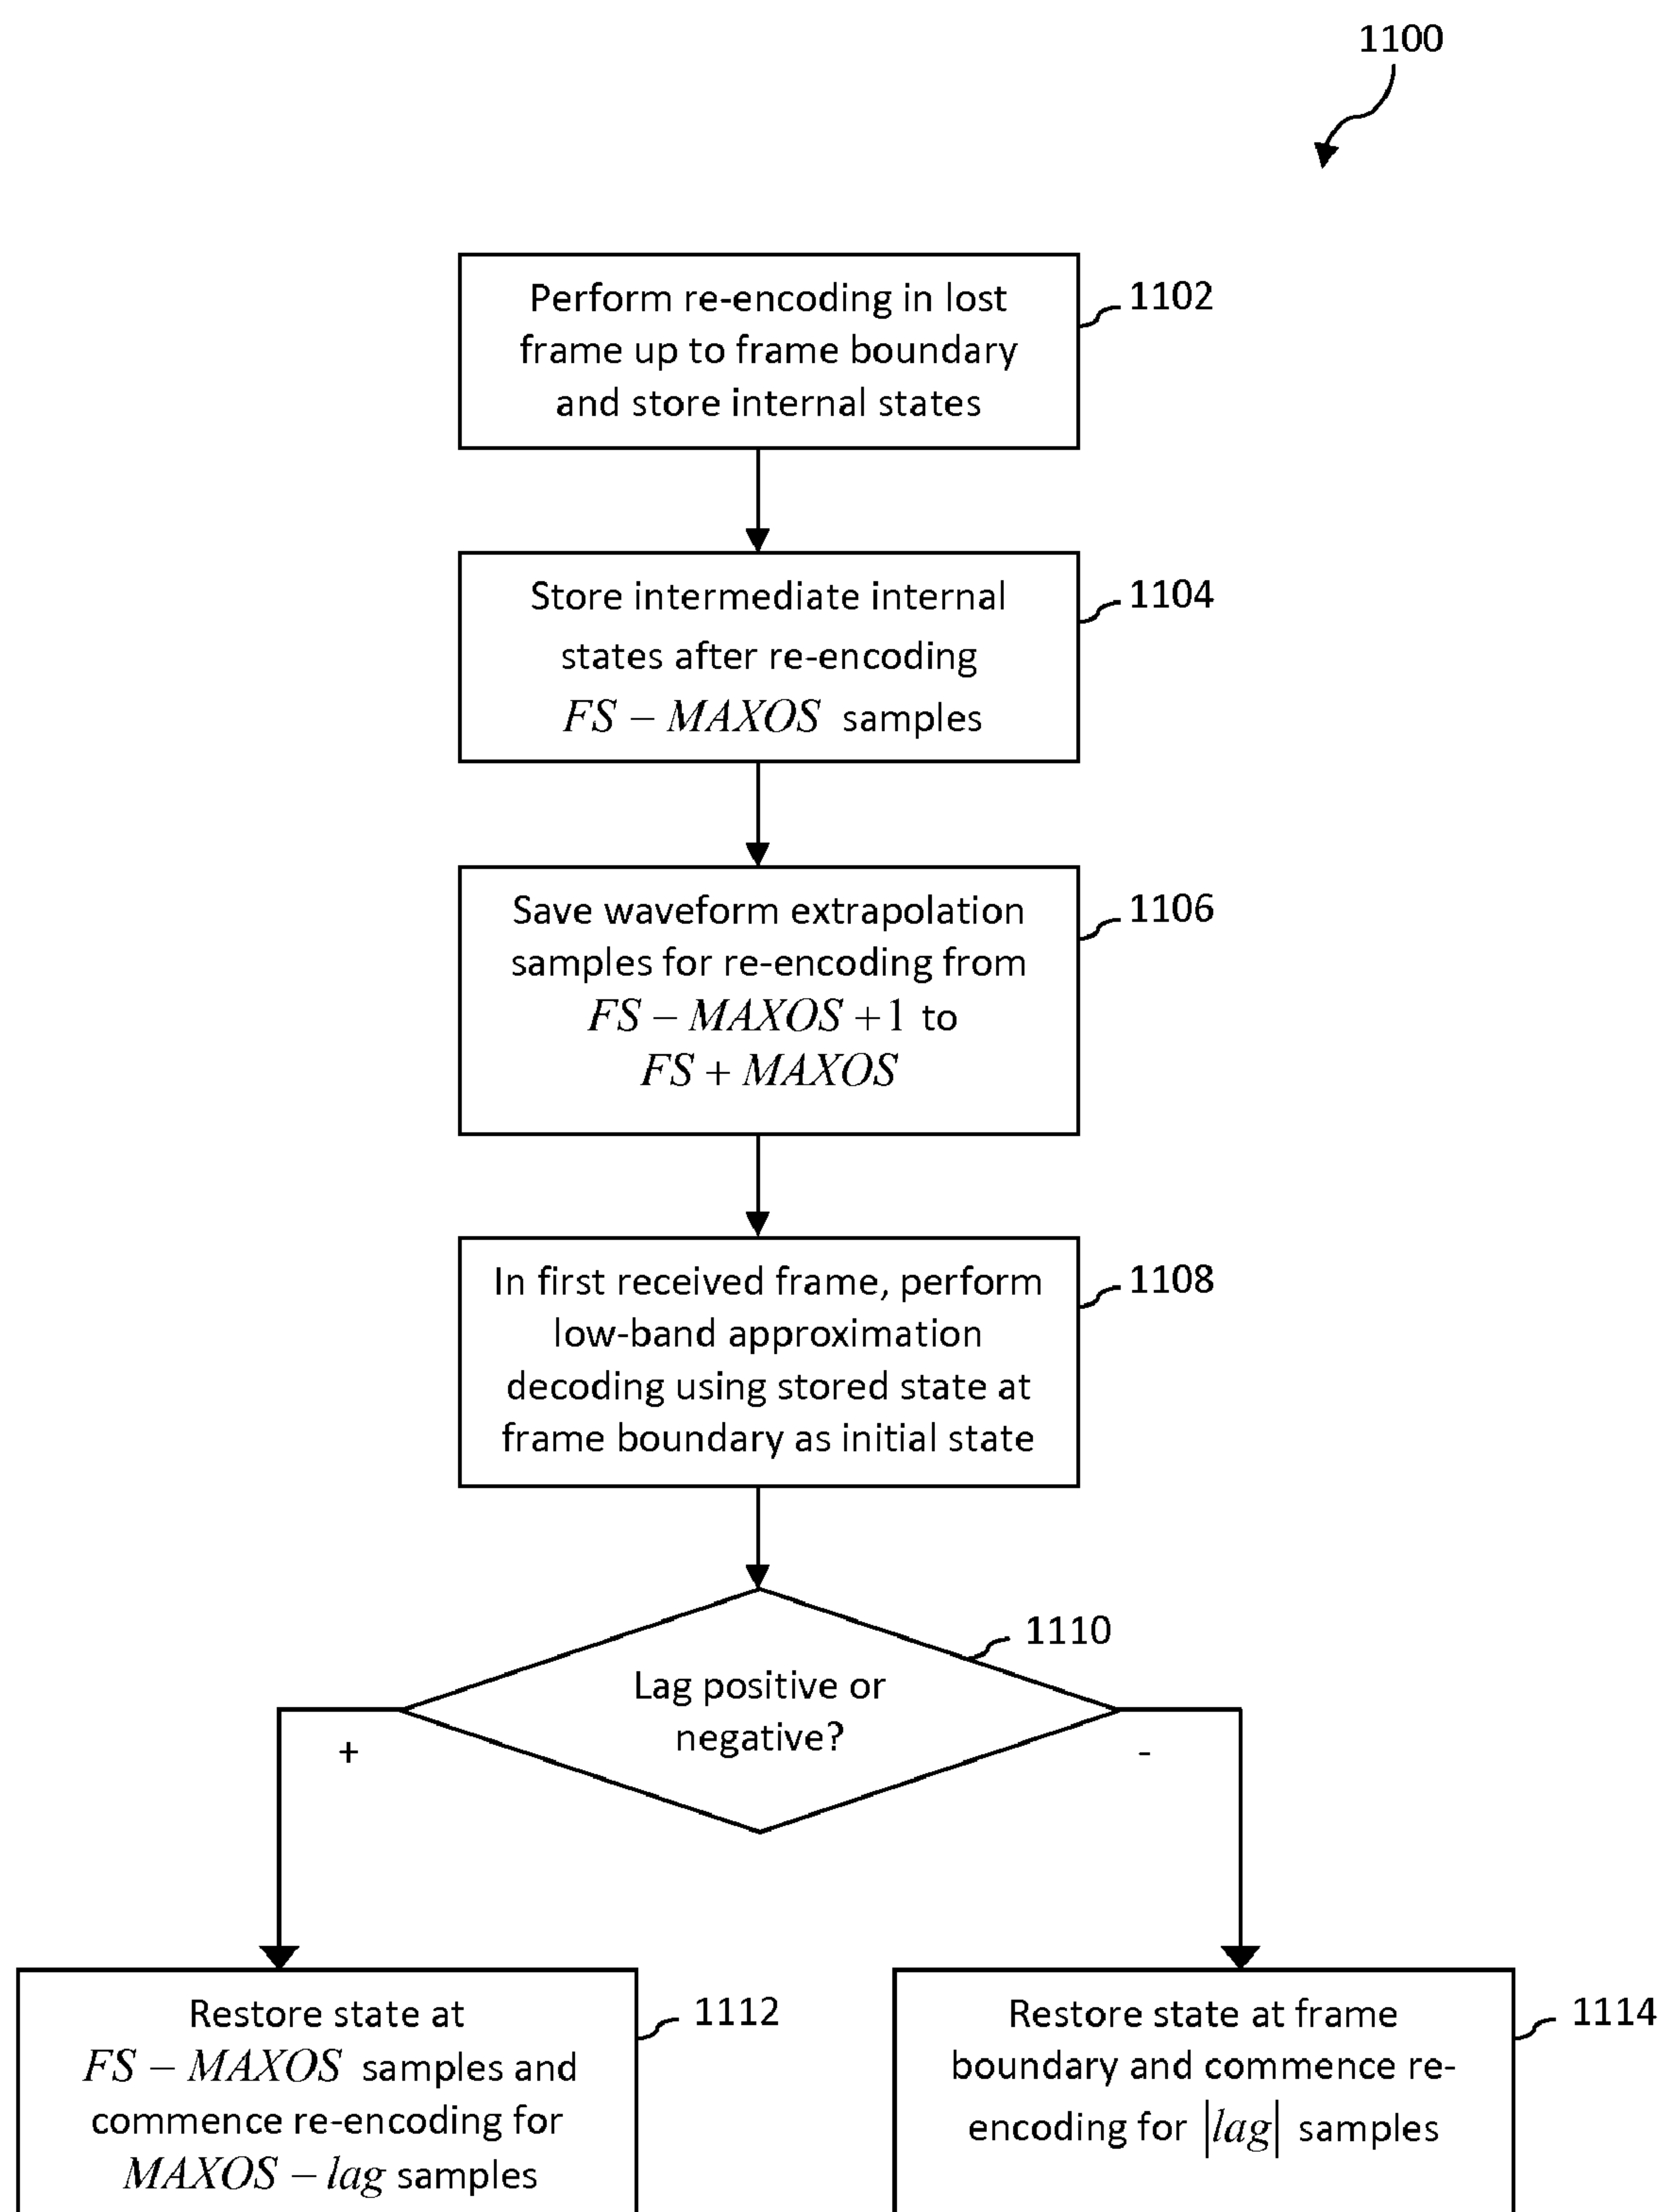 1100
Perform re-encoding in lost
frame up to frame boundary
and store internal states
1102
Store intermediate internal
states after re-encoding
FS – MAXOS samples
1104
Save waveform extrapolation
samples for re-encoding from
FS – MAXOS +1 to
FS + MAXOS
1106
In first received frame, perform
low-band approximation
decoding using stored state at
frame boundary as initial state
1108
Lag positive or
negative?
1110
+
-
Restore state at
FS – MAXOS samples and
commence re-encoding for
MAXOS – lag samples
1112
Restore state at frame
boundary and commence re-
encoding for |lag| samples
1114